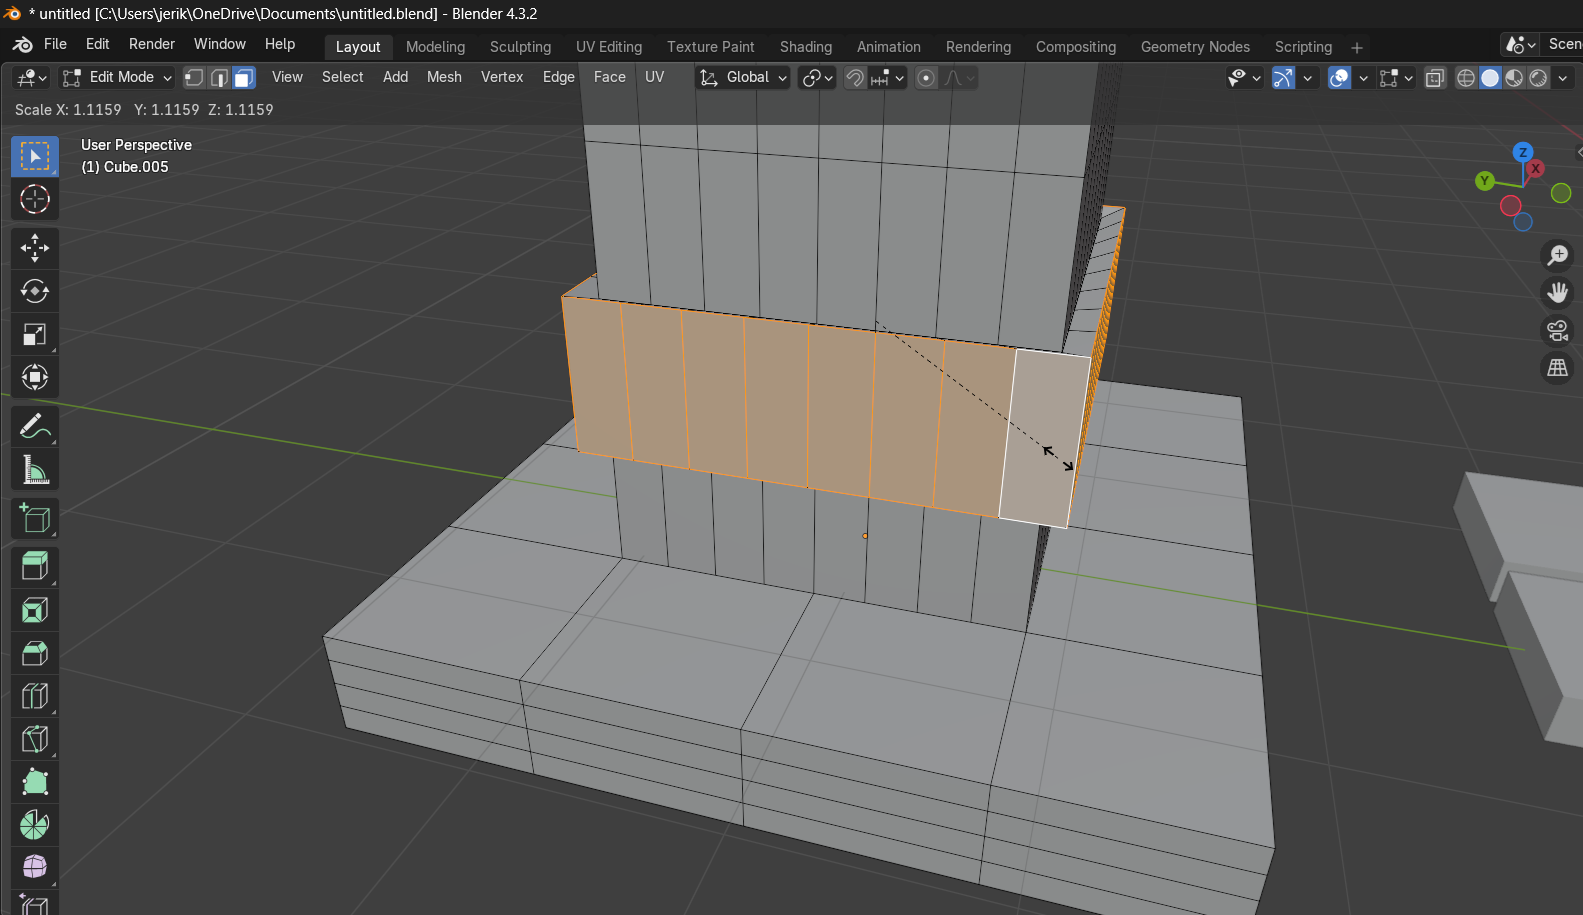 * untitled [C:\Users\jerik\OneDrive\Documents\untitled.blend] - Blender 4.3.2
File Edit Render Window Help Layout Modeling Sculpting UV Editing Texture Paint Shading Animation Rendering Compositing Geometry Nodes Scripting + Scen
Edit Mode View Select Add Mesh Vertex Edge Face UV Global
Scale X: 1.1159 Y: 1.1159 Z: 1.1159
User Perspective
(1) Cube.005
Z
X
Y